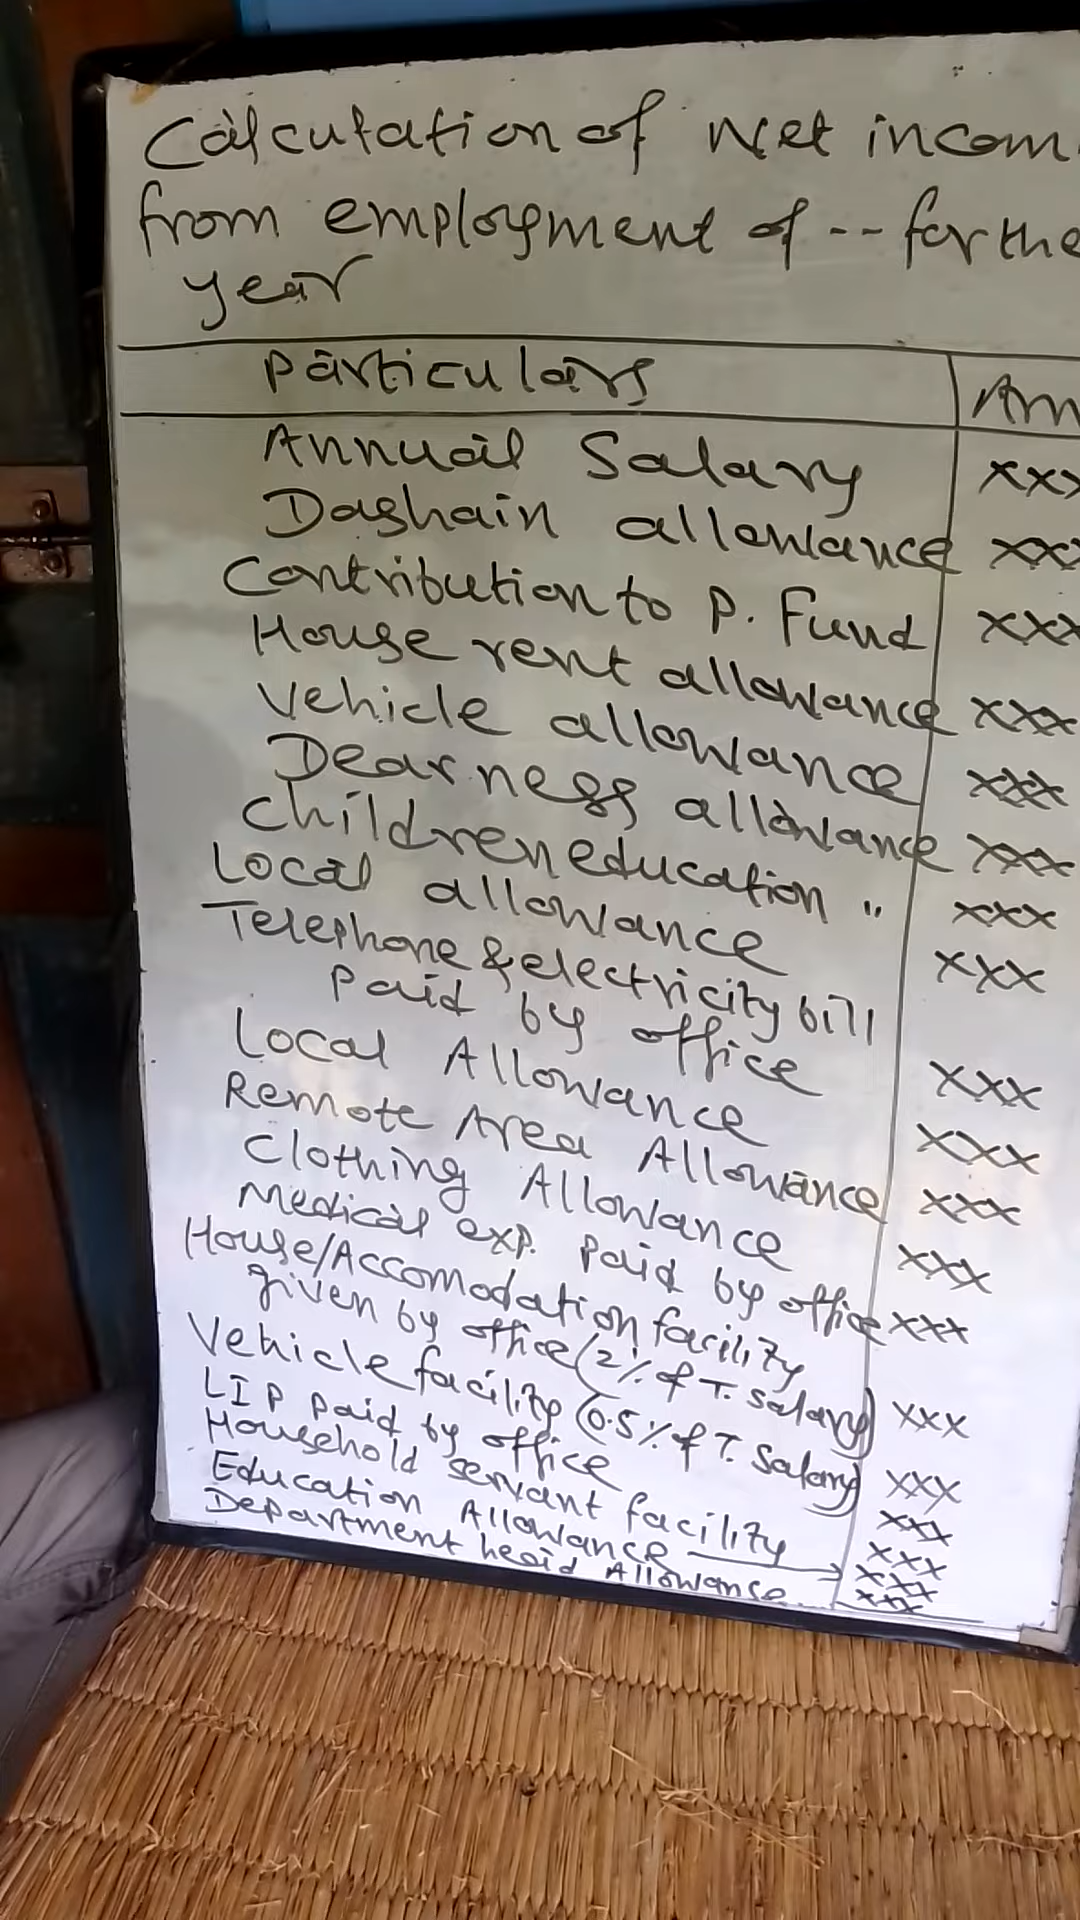 Calculation of Net incom
from employment of -- for the
year
Particulars Am
Annual Salary xxx
Dashain allowance xxx
Contribution to P. Fund xxx
House rent allowance xxx
Vehicle allowance xxx
Dearness allowance xxx
Children education " xxx
Local allowance xxx
Telephone & electricity bill
Paid by office xxx
Local Allowance xxx
Remote Area Allowance xxx
Clothing Allowance xxx
Medical exp. paid by office xxx
House/Accomodation facility
given by office (2% of T. salary) xxx
Vehicle facility (0.5% of T. Salary) xxx
LIP paid by office xxx
Household servant facility xxx
Education Allowance xxx
Department head Allowance xxx